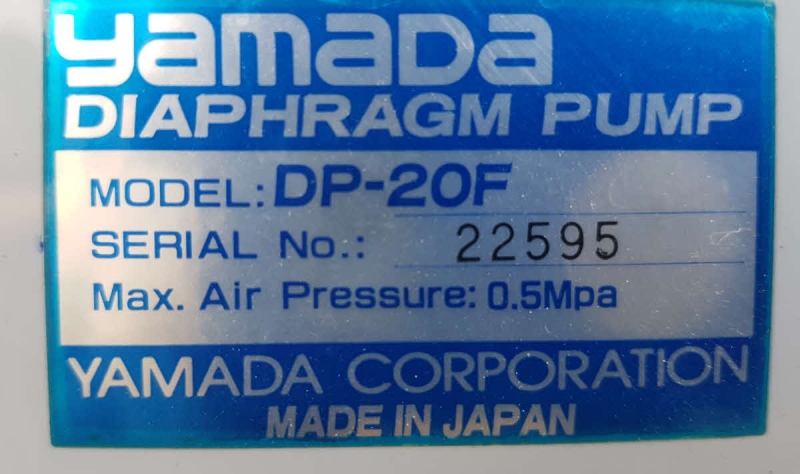 yamada
DIAPHRAGM PUMP
MODEL: DP-20F
SERIAL No.: 22595
Max. Air Pressure: 0.5Mpa
YAMADA CORPORATION
MADE IN JAPAN